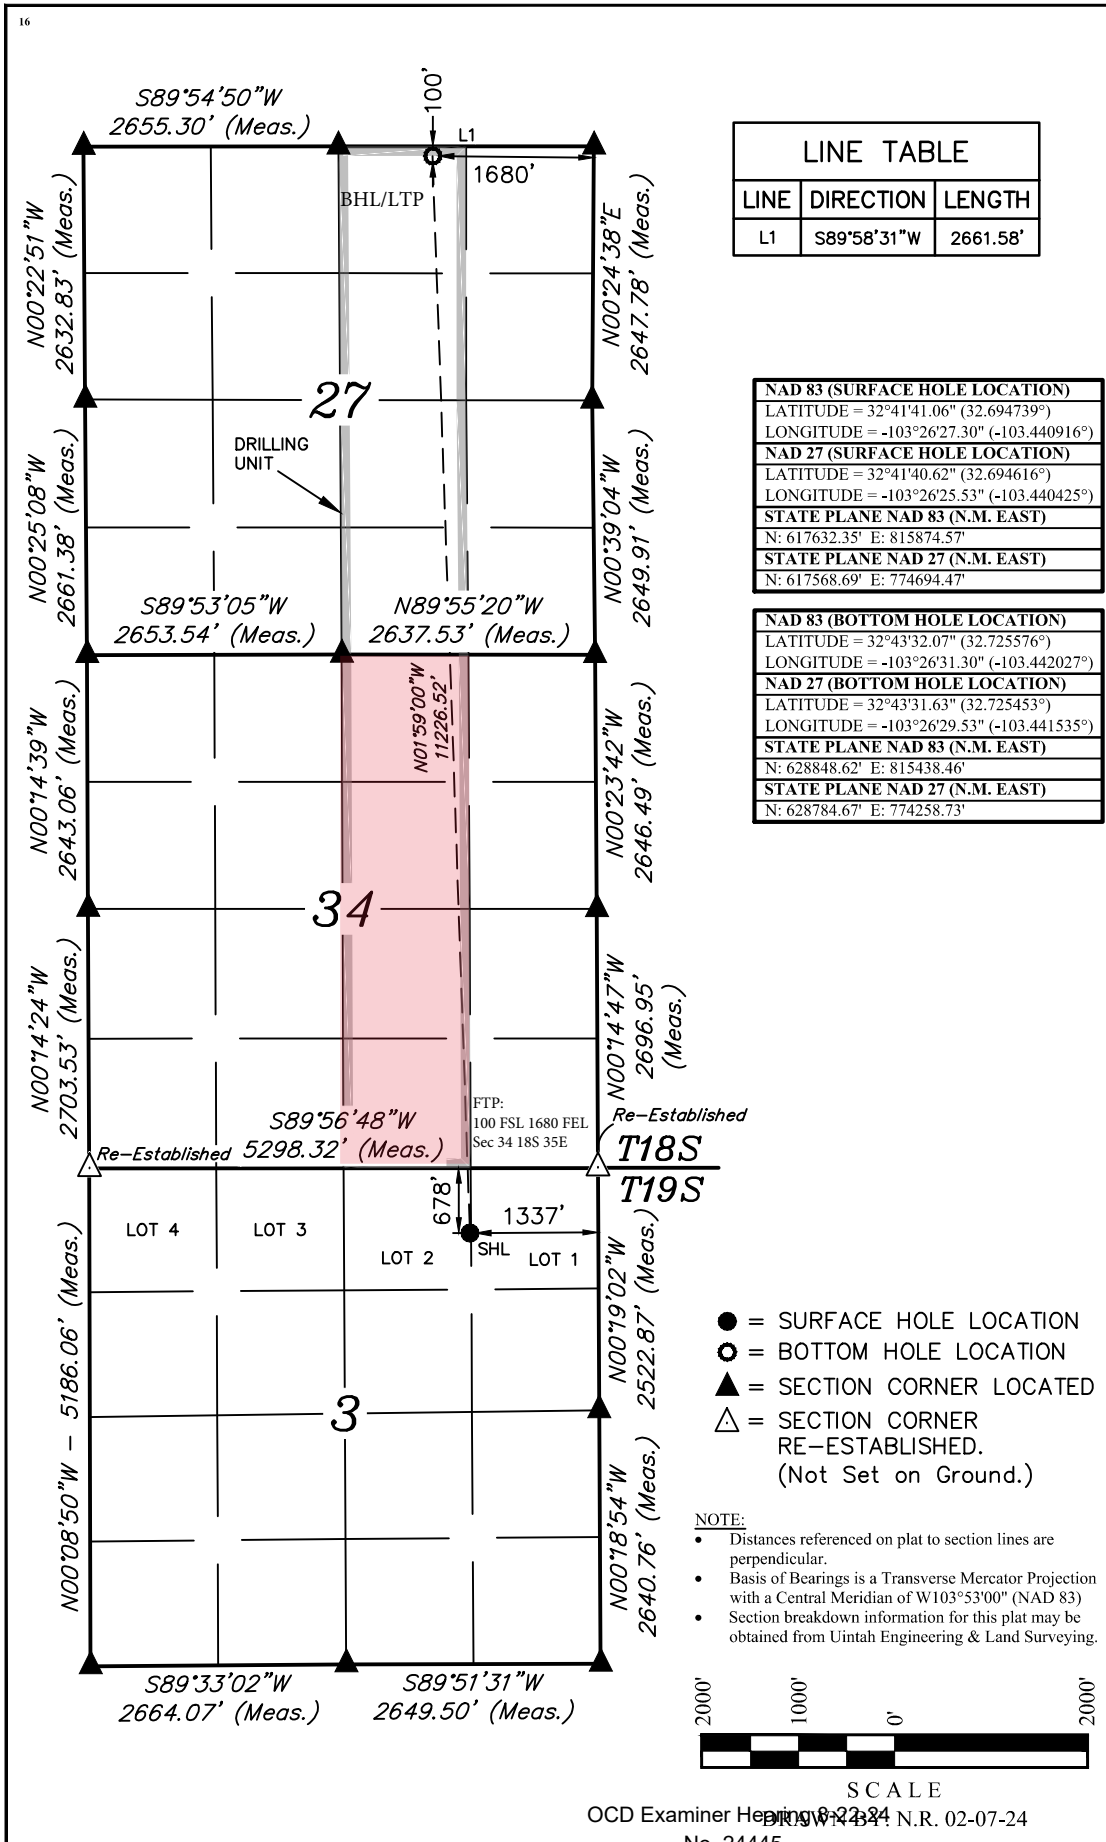 16
S89°54'50"W
2655.30' (Meas.)
100'
L1
1680'
BHL/LTP
N00°22'51"W
2632.83' (Meas.)
N00°24'38"E
2647.78' (Meas.)
LINE TABLE
LINE DIRECTION LENGTH
L1 S89°58'31"W 2661.58'
27
DRILLING
UNIT
N00°25'08"W
2661.38' (Meas.)
N00°39'04"W
2649.91' (Meas.)
S89°53'05"W
2653.54' (Meas.)
N89°55'20"W
2637.53' (Meas.)
NAD 83 (SURFACE HOLE LOCATION)
LATITUDE = 32°41'41.06" (32.694739°)
LONGITUDE = -103°26'27.30" (-103.440916°)
NAD 27 (SURFACE HOLE LOCATION)
LATITUDE = 32°41'40.62" (32.694616°)
LONGITUDE = -103°26'25.53" (-103.440425°)
STATE PLANE NAD 83 (N.M. EAST)
N: 617632.35' E: 815874.57'
STATE PLANE NAD 27 (N.M. EAST)
N: 617568.69' E: 774694.47'
NAD 83 (BOTTOM HOLE LOCATION)
LATITUDE = 32°43'32.07" (32.725576°)
LONGITUDE = -103°26'31.30" (-103.442027°)
NAD 27 (BOTTOM HOLE LOCATION)
LATITUDE = 32°43'31.63" (32.725453°)
LONGITUDE = -103°26'29.53" (-103.441535°)
STATE PLANE NAD 83 (N.M. EAST)
N: 628848.62' E: 815438.46'
STATE PLANE NAD 27 (N.M. EAST)
N: 628784.67' E: 774258.73'
N01°59'00"W
11226.52'
N00°14'39"W
2643.06' (Meas.)
N00°23'42"W
2646.49' (Meas.)
34
N00°14'24"W
2703.53' (Meas.)
N00°14'47"W
2696.95'
(Meas.)
FTP:
100 FSL 1680 FEL
Sec 34 18S 35E
S89°56'48"W
5298.32' (Meas.)
Re-Established
Re-Established
T18S
T19S
678'
1337'
SHL
LOT 4
LOT 3
LOT 2
LOT 1
N00°08'50"W - 5186.06' (Meas.)
N00°19'02"W
2522.87' (Meas.)
3
N00°18'54"W
2640.76' (Meas.)
S89°33'02"W
2664.07' (Meas.)
S89°51'31"W
2649.50' (Meas.)
= SURFACE HOLE LOCATION
= BOTTOM HOLE LOCATION
= SECTION CORNER LOCATED
= SECTION CORNER
RE-ESTABLISHED.
(Not Set on Ground.)
NOTE:
• Distances referenced on plat to section lines are
perpendicular.
• Basis of Bearings is a Transverse Mercator Projection
with a Central Meridian of W103°53'00" (NAD 83)
• Section breakdown information for this plat may be
obtained from Uintah Engineering & Land Surveying.
2000' 1000' 0' 2000'
SCALE
DRAWN BY: N.R. 02-07-24
OCD Examiner Hearing 8-22-24
No. 24445